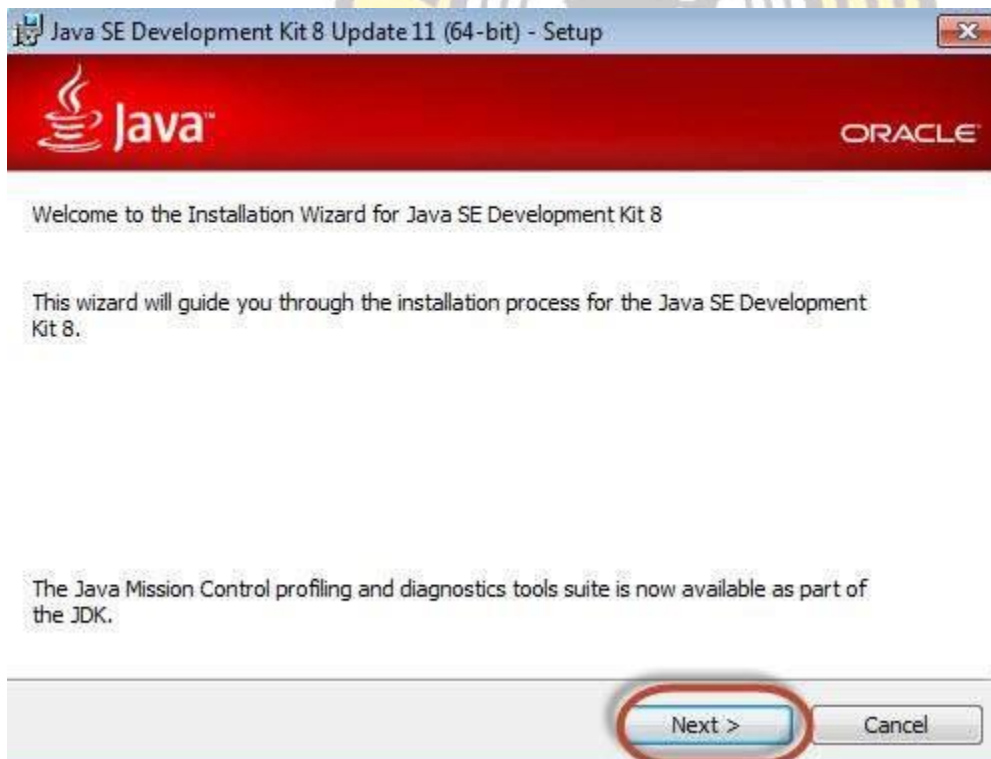 Java SE Development Kit 8 Update 11 (64-bit) - Setup
Java™
ORACLE
Welcome to the Installation Wizard for Java SE Development Kit 8
This wizard will guide you through the installation process for the Java SE Development
Kit 8.
The Java Mission Control profiling and diagnostics tools suite is now available as part of
the JDK.
Next >
Cancel